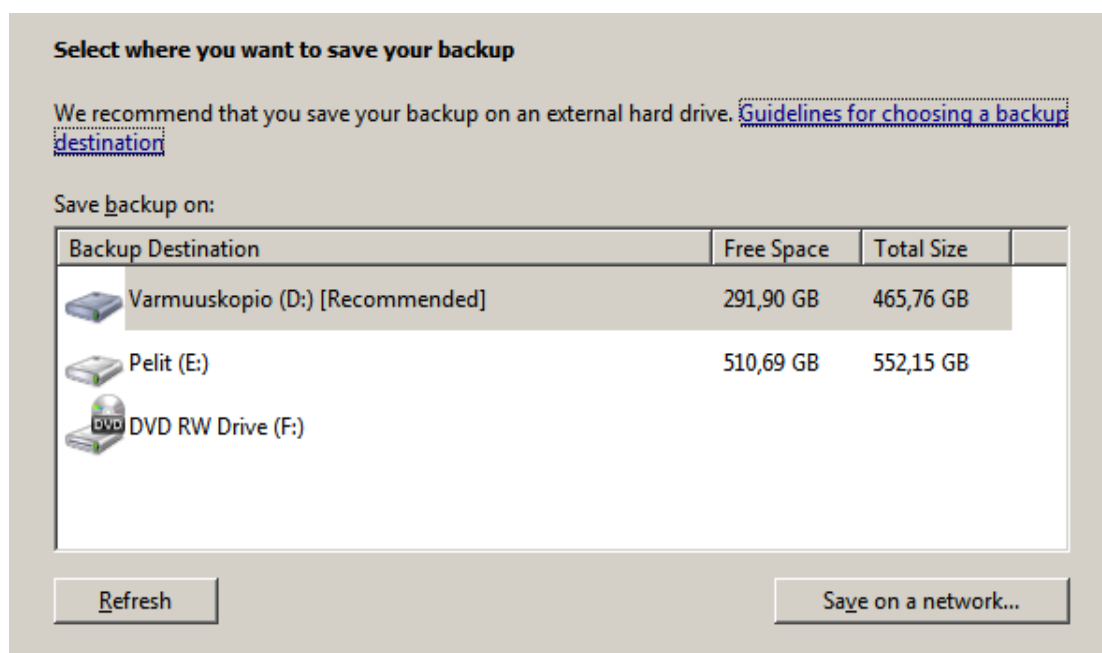 Select where you want to save your backup
We recommend that you save your backup on an external hard drive. Guidelines for choosing a backup
destination
Save backup on:
Backup Destination Free Space Total Size
Varmuuskopio (D:) [Recommended] 291,90 GB 465,76 GB
Pelit (E:) 510,69 GB 552,15 GB
DVD
DVD RW Drive (F:)
Refresh Save on a network...